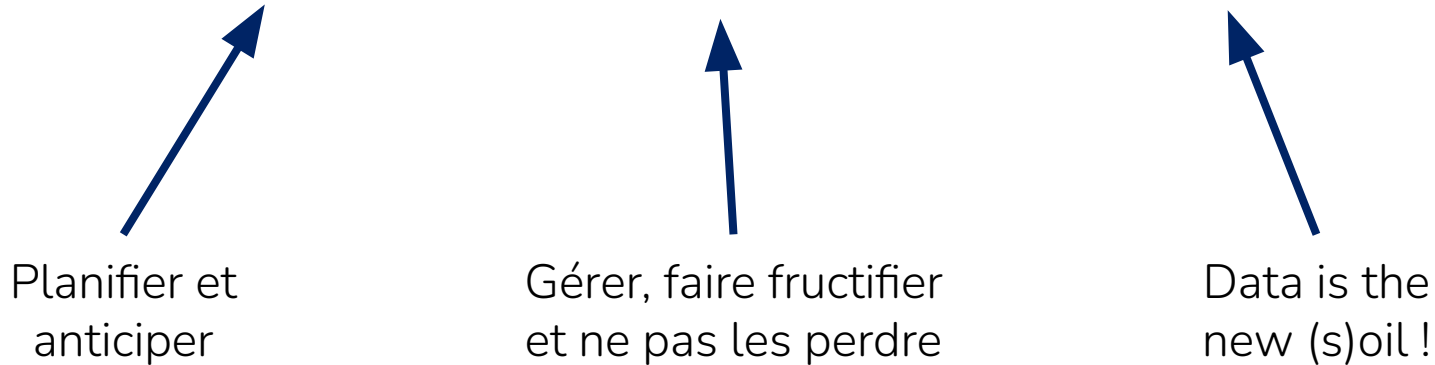 Planifier et
anticiper
Gérer, faire fructifier
et ne pas les perdre
Data is the
new (s)oil !